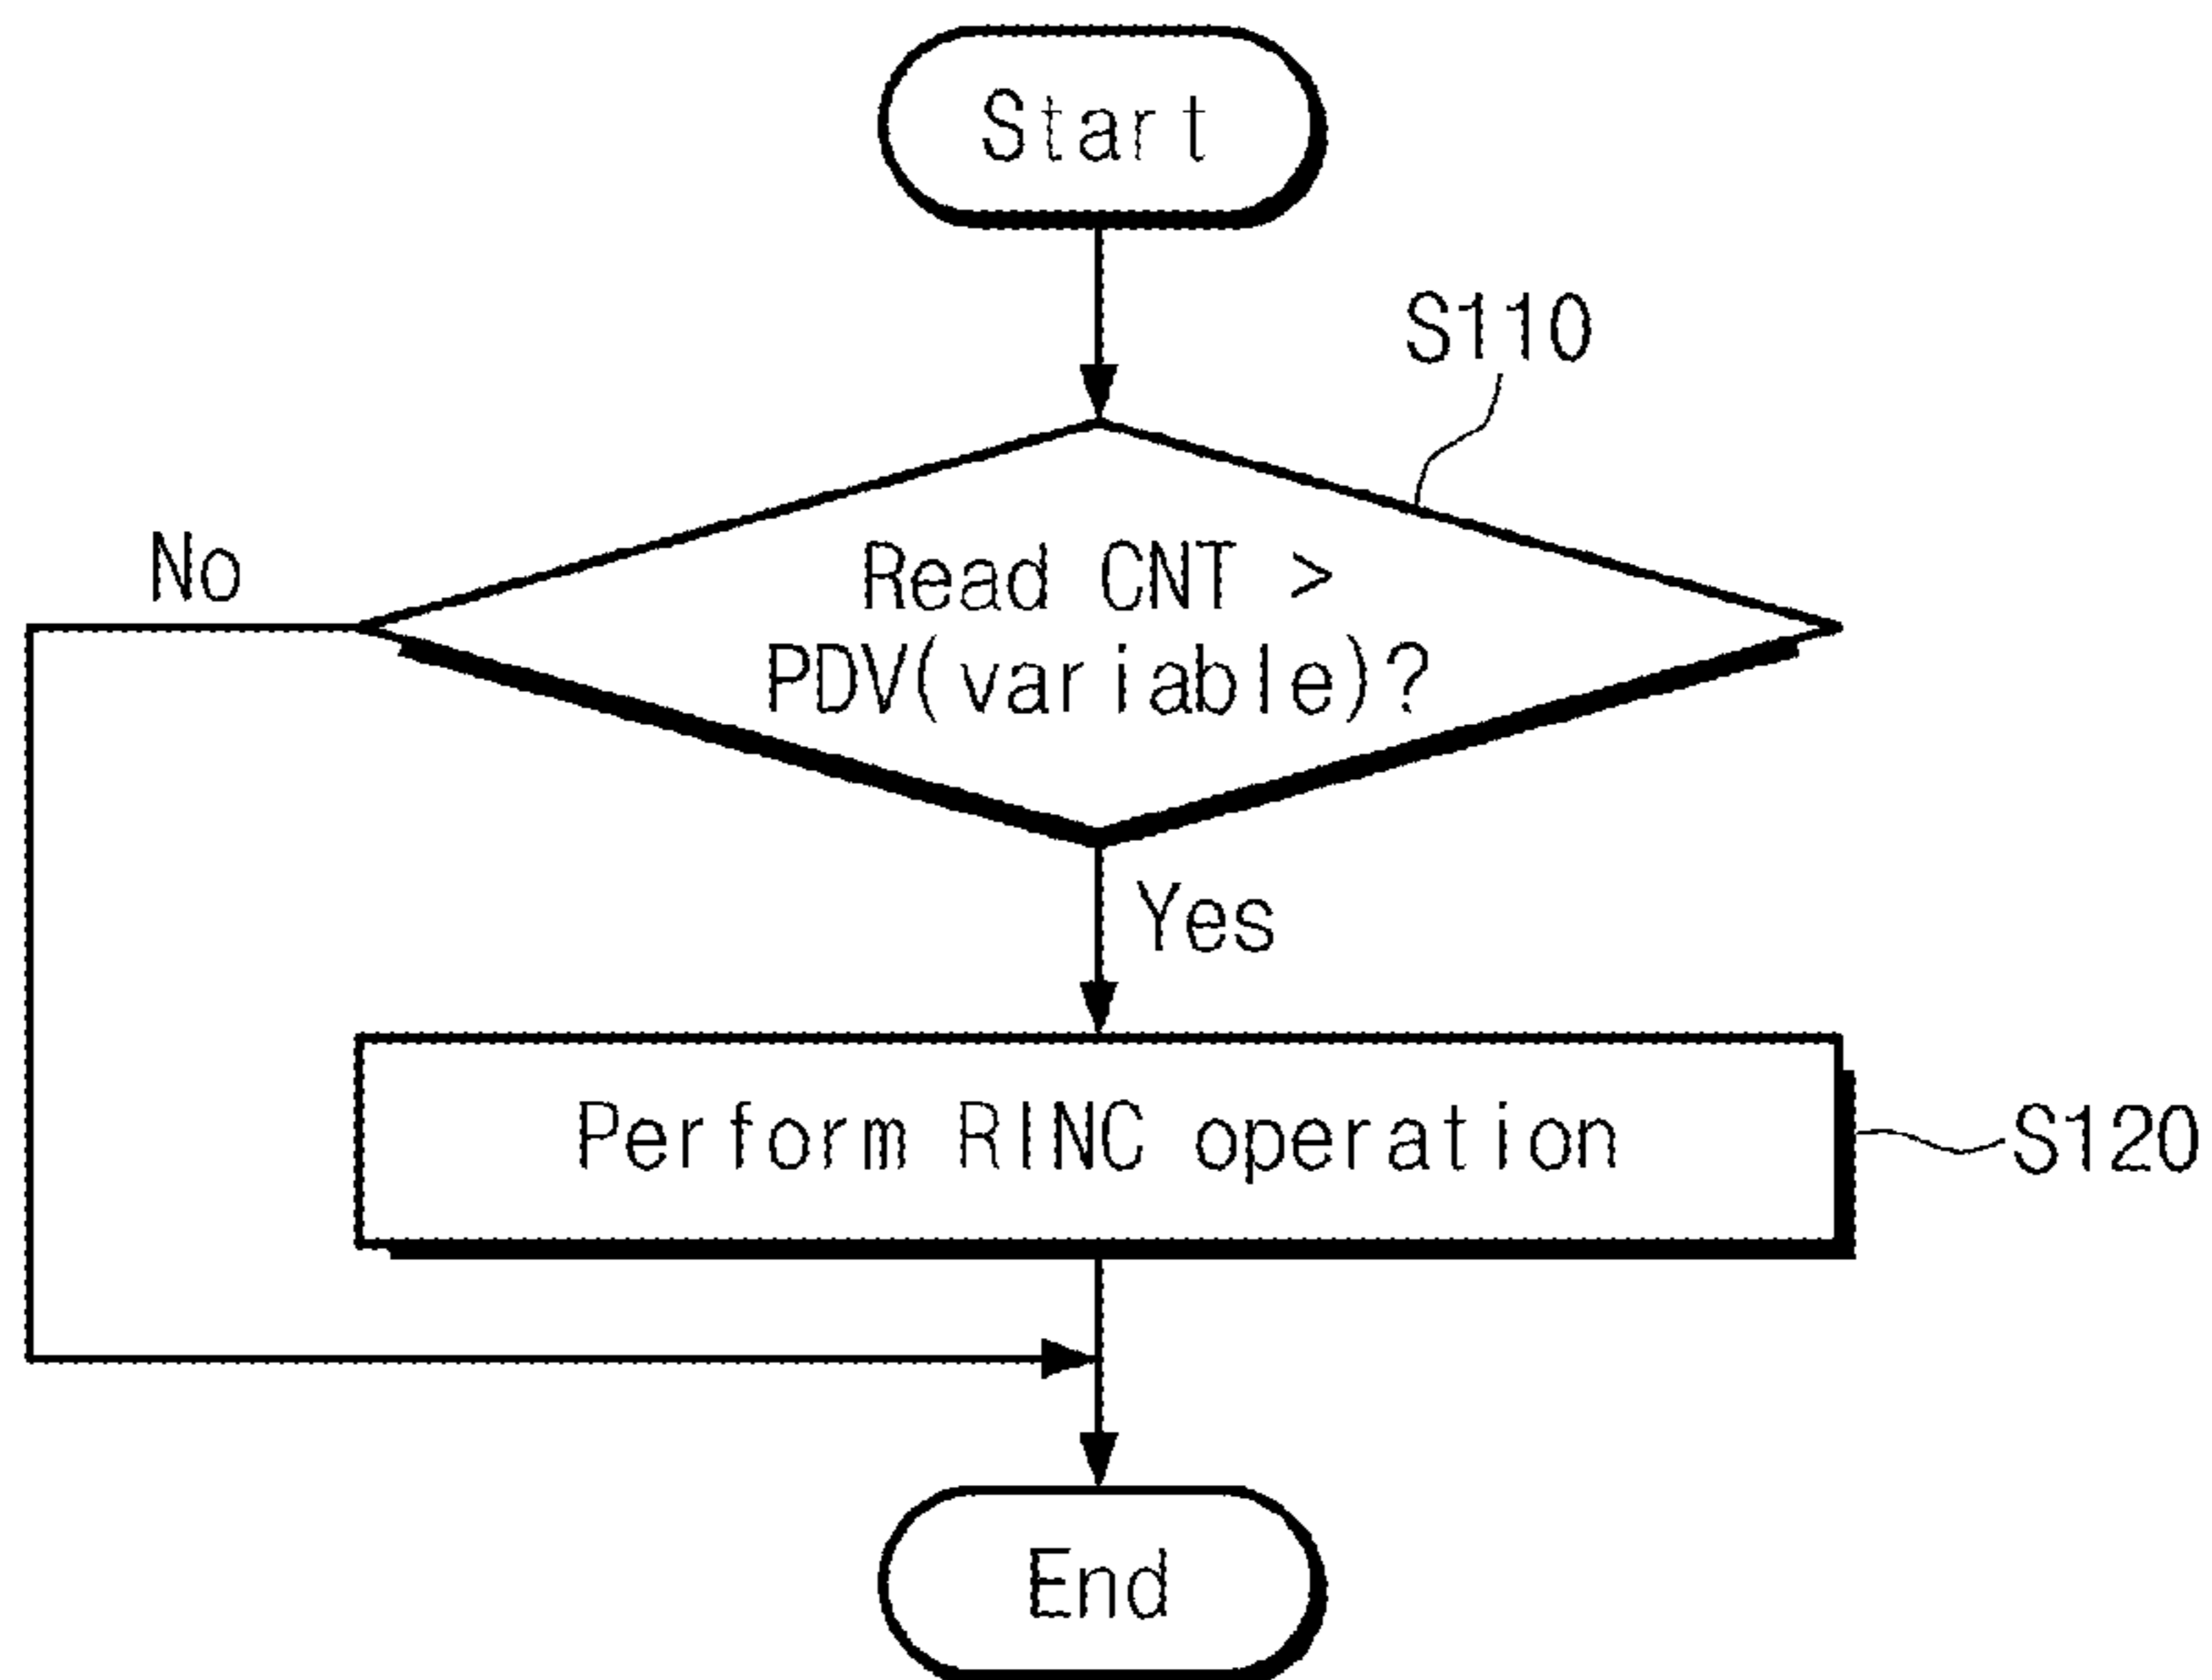 Start
S110
No
Read CNT >
PDV(variable)?
Yes
Perform RINC operation
S120
End